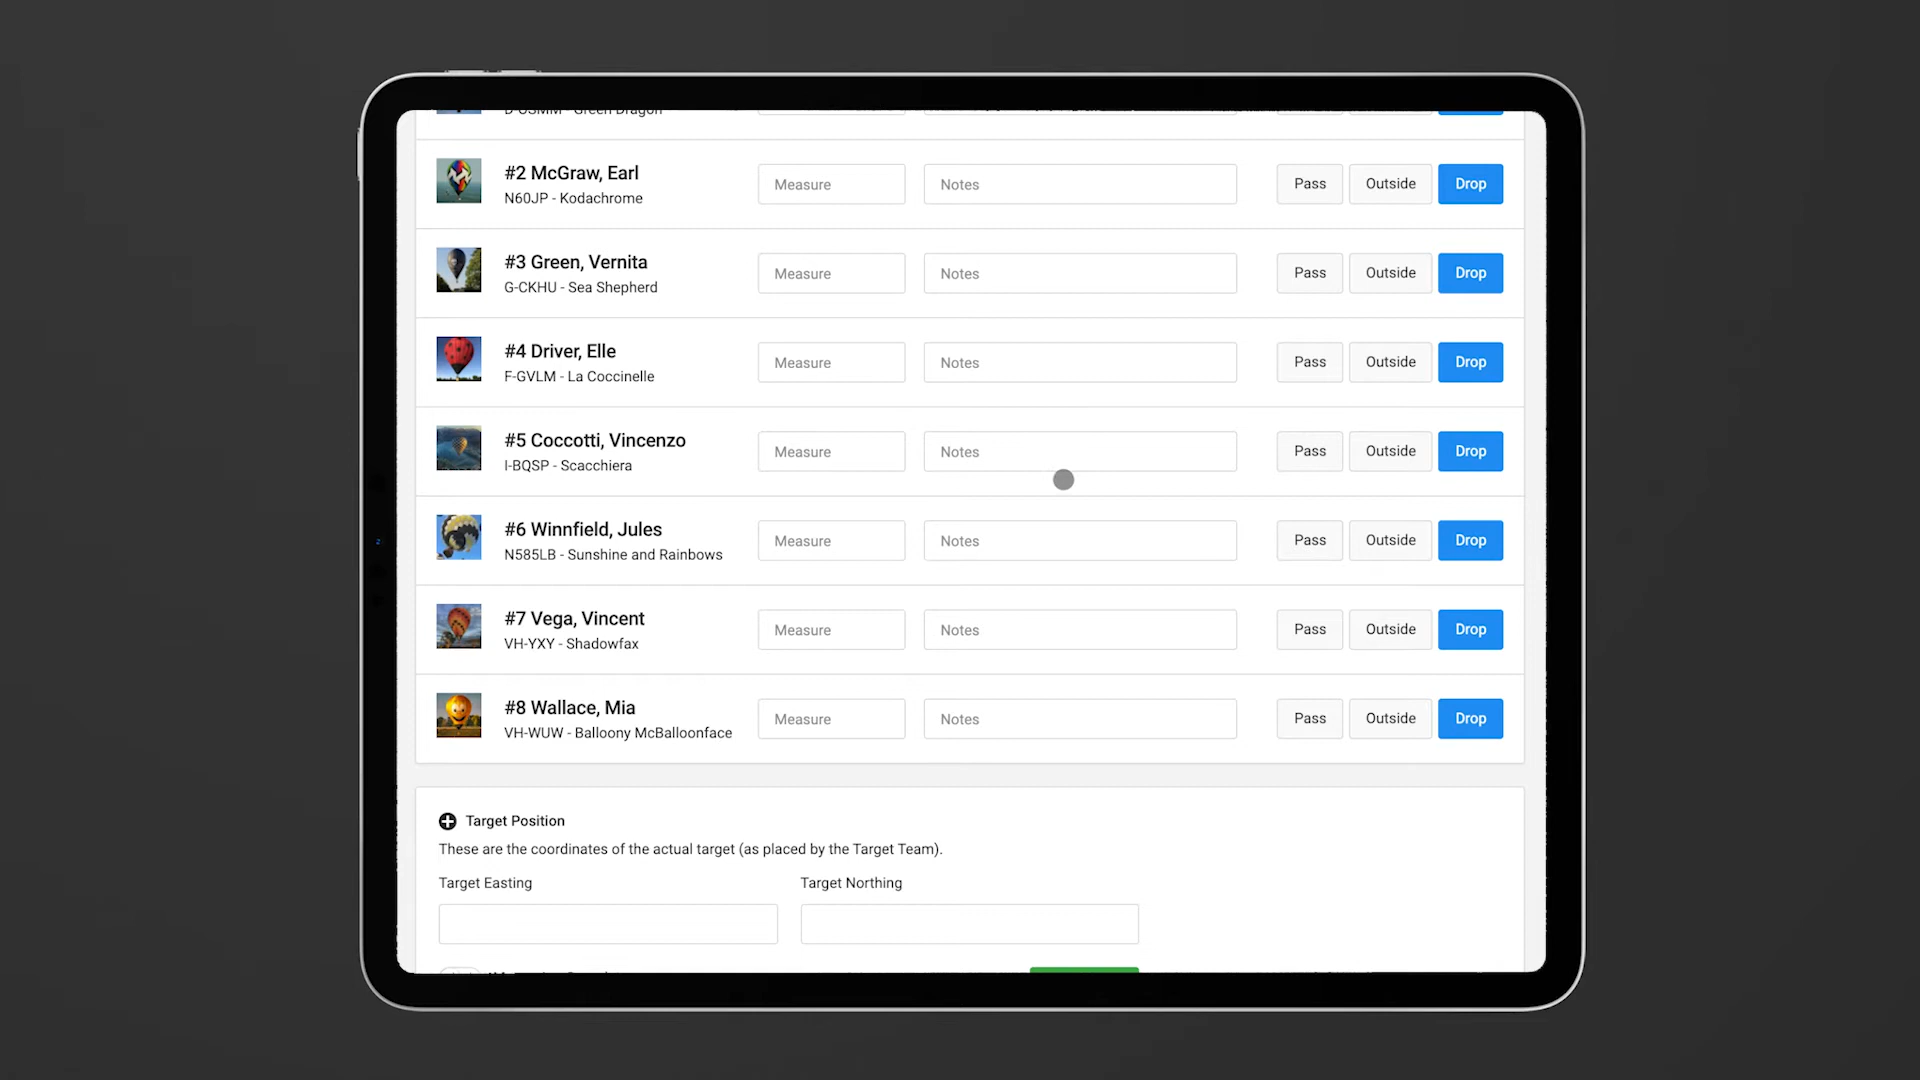 D-OSMM - Green Dragon
#2 McGraw, Earl
N60JP - Kodachrome
Measure
Notes
Pass
Outside
Drop
#3 Green, Vernita
G-CKHU - Sea Shepherd
Measure
Notes
Pass
Outside
Drop
#4 Driver, Elle
F-GVLM - La Coccinelle
Measure
Notes
Pass
Outside
Drop
#5 Coccotti, Vincenzo
I-BQSP - Scacchiera
Measure
Notes
Pass
Outside
Drop
#6 Winnfield, Jules
N585LB - Sunshine and Rainbows
Measure
Notes
Pass
Outside
Drop
#7 Vega, Vincent
VH-YXY - Shadowfax
Measure
Notes
Pass
Outside
Drop
#8 Wallace, Mia
VH-WUW - Balloony McBalloonface
Measure
Notes
Pass
Outside
Drop
Target Position
These are the coordinates of the actual target (as placed by the Target Team).
Target Easting
Target Northing